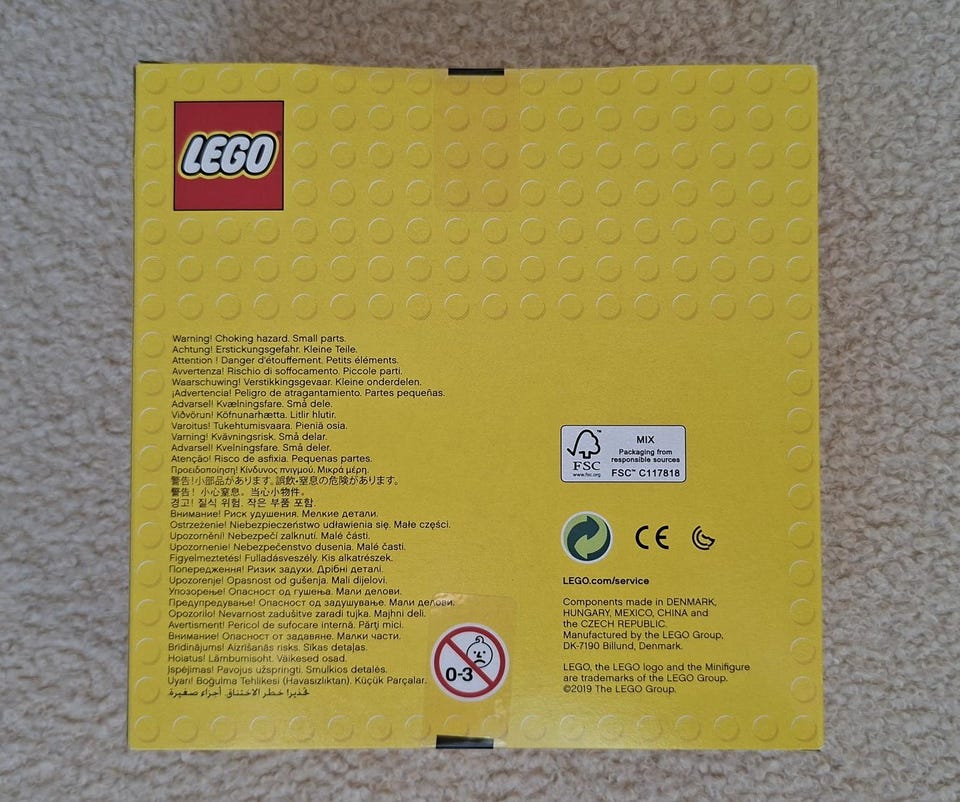 LEGO
Warning! Choking hazard. Small parts.
Achtung! Erstickungsgefahr. Kleine Teile.
Attention ! Danger d'étouffement. Petits éléments.
Avvertenza! Rischio di soffocamento. Piccole parti.
Waarschuwing! Verstikkingsgevaar. Kleine onderdelen.
¡Advertencia! Peligro de atragantamiento. Partes pequeñas.
Advarsel! Kvælningsfare. Små dele.
Viðvörun! Köfnunarhætta. Litlir hlutir.
Varoitus! Tukehtumisvaara. Pieniä osia.
Varning! Kvävningsrisk. Små delar.
Advarsel! Kvelningsfare. Små deler.
Atenção! Risco de asfixia. Pequenas partes.
Προειδοποίηση! Κίνδυνος πνιγμού. Μικρά μέρη.
警告!小部品があります。誤飲・窒息の危険があります。
警告！小心窒息。当心小物件。
경고! 질식 위험. 작은 부품 포함.
Внимание! Риск удушения. Мелкие детали.
Ostrzeżenie! Niebezpieczeństwo udławienia się. Małe części.
Upozornění! Nebezpečí zalknutí. Malé části.
Upozornenie! Nebezpečenstvo dusenia. Malé časti.
Figyelmeztetés! Fulladásveszély. Kis alkatrészek.
Попередження! Ризик задухи. Дрібні деталі.
Upozorenje! Opasnost od gušenja. Mali dijelovi.
Упозорење! Опасност од гушења. Мали делови.
Предупредување! Опасност од задушување. Мали делови.
Opozorilo! Nevarnost zadušitve zaradi tujka. Majhni deli.
Avertisment! Pericol de sufocare internă. Părţi mici.
Внимание! Опасност от задавяне. Малки части.
Brīdinājums! Aizrīšanās risks. Sīkas detaļas.
Hoiatus! Lämbumisoht. Väikesed osad.
Įspėjimas! Pavojus užspringti. Smulkios detalės.
Uyarı! Boğulma Tehlikesi (Havasızlıktan). Küçük Parçalar.
تحذير! خطر الاختناق. أجزاء صغيرة
0-3
FSC™
www.fsc.org
MIX
Packaging from
responsible sources
FSC™ C117818
CE
LEGO.com/service
Components made in DENMARK,
HUNGARY, MEXICO, CHINA and
the CZECH REPUBLIC.
Manufactured by the LEGO Group,
DK-7190 Billund, Denmark.
LEGO, the LEGO logo and the Minifigure
are trademarks of the LEGO Group.
©2019 The LEGO Group.